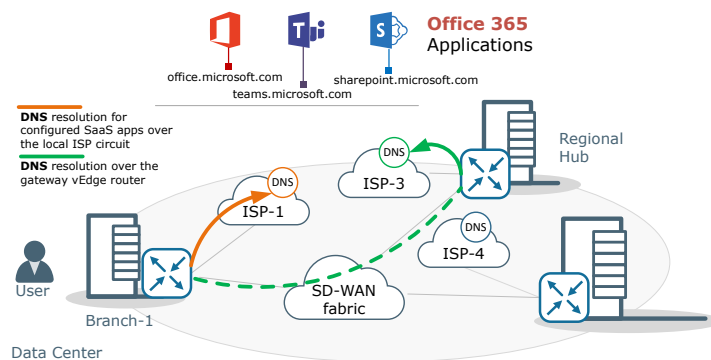 Office 365
Applications
office.microsoft.com
sharepoint.microsoft.com
teams.microsoft.com
DNS resolution for
configured SaaS apps over
the local ISP circuit
DNS resolution over the
gateway vEdge router
Regional
Hub
DNS
ISP-3
DNS
ISP-1
DNS
ISP-4
SD-WAN
fabric
User
Branch-1
Data Center